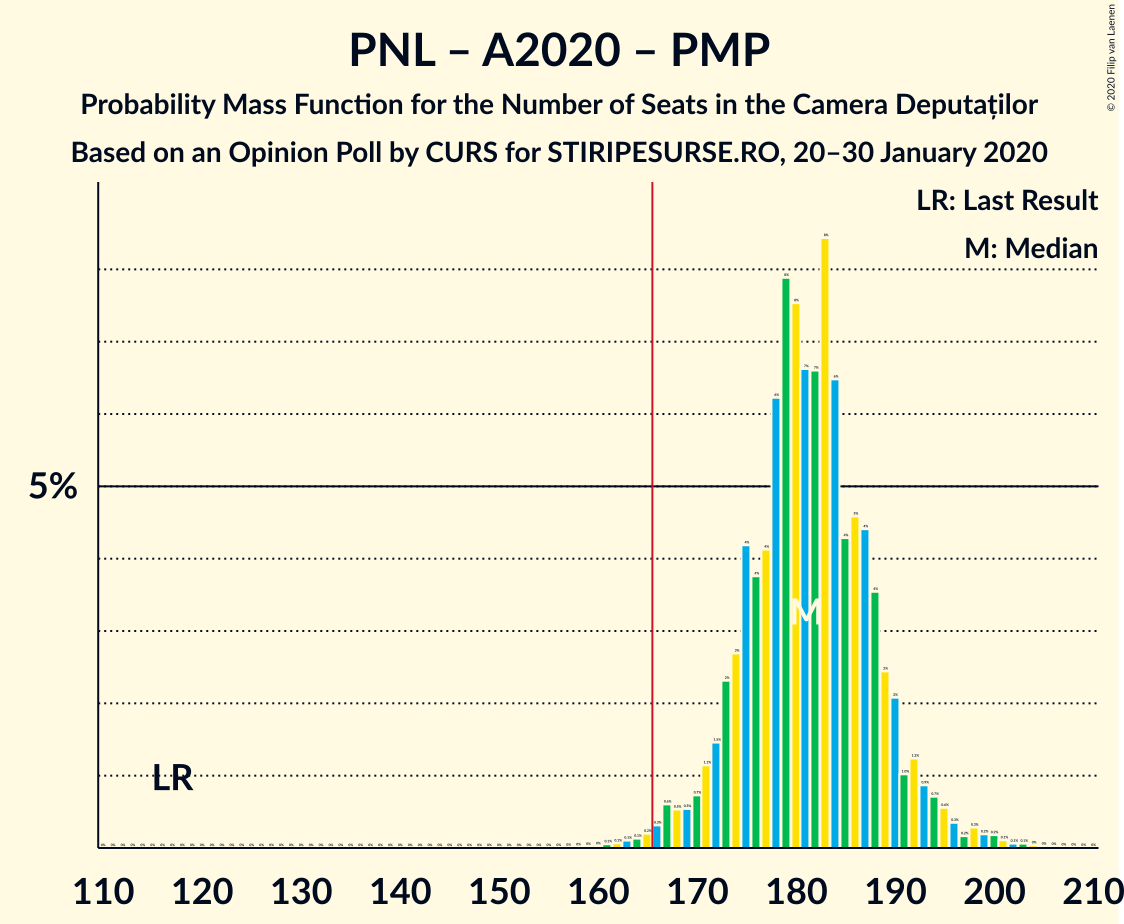 PNL – A2020 – PMP
Probability Mass Function for the Number of Seats in the Camera Deputaților
Based on an Opinion Poll by CURS for STIRIPESURSE.RO, 20–30 January 2020
© 2020 Filip van Laenen
LR: Last Result
M: Median
5%
M
LR
110 120 130 140 150 160 170 180 190 200 210